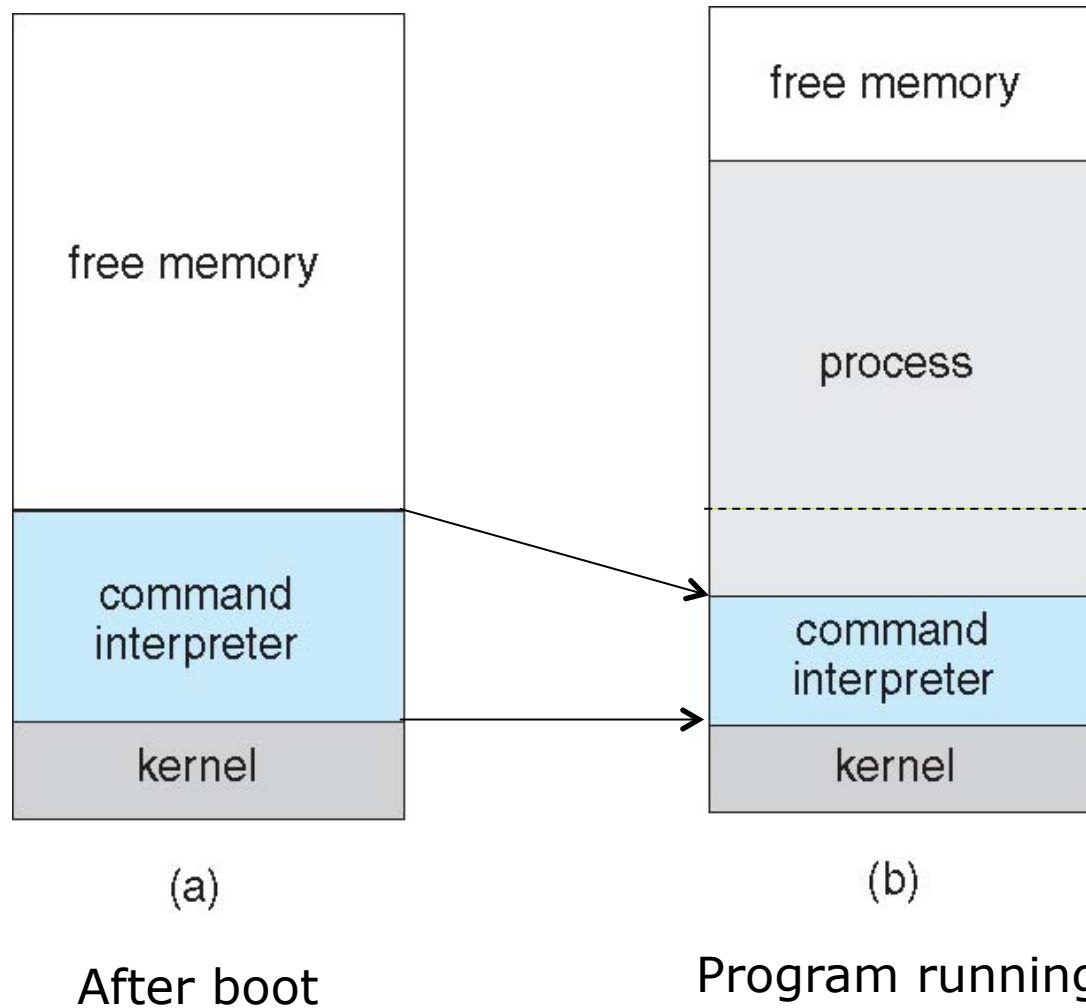 free memory
command
interpreter
kernel
(a)
After boot
free memory
process
command
interpreter
kernel
(b)
Program running